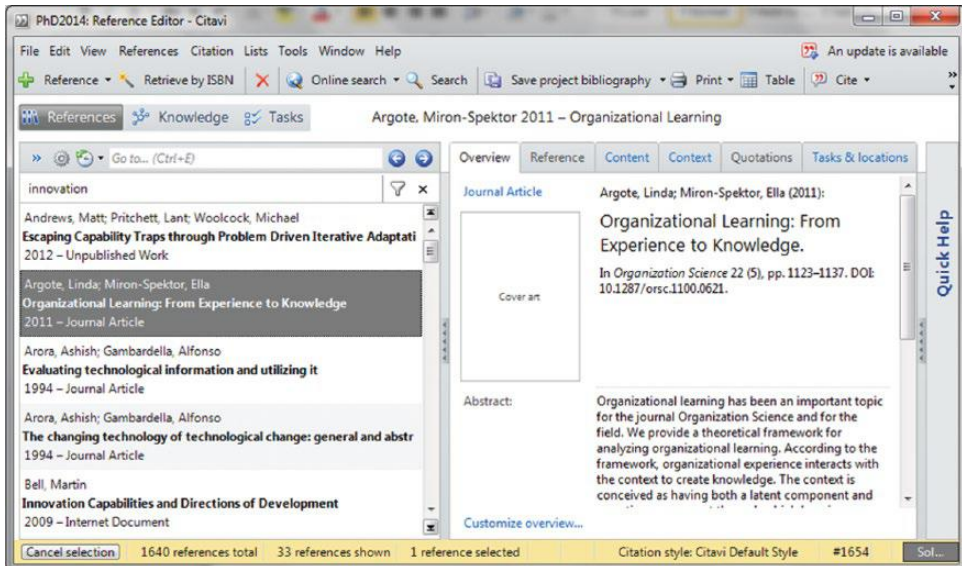 PhD2014: Reference Editor - Citavi
File Edit View References Citation Lists Tools Window Help
An update is available
Reference Retrieve by ISBN Online search Search Save project bibliography Print Table Cite »
References Knowledge Tasks
Argote, Miron-Spektor 2011 – Organizational Learning
» Go to... (Ctrl+E)
Overview Reference Content Context Quotations Tasks & locations
innovation
Andrews, Matt; Pritchett, Lant; Woolcock, Michael
Escaping Capability Traps through Problem Driven Iterative Adaptati
2012 – Unpublished Work
Argote, Linda; Miron-Spektor, Ella
Organizational Learning: From Experience to Knowledge
2011 – Journal Article
Arora, Ashish; Gambardella, Alfonso
Evaluating technological information and utilizing it
1994 – Journal Article
Arora, Ashish; Gambardella, Alfonso
The changing technology of technological change: general and abstr
1994 – Journal Article
Bell, Martin
Innovation Capabilities and Directions of Development
2009 – Internet Document
Journal Article
Cover art
Argote, Linda; Miron-Spektor, Ella (2011):
Organizational Learning: From
Experience to Knowledge.
In Organization Science 22 (5), pp. 1123–1137. DOI:
10.1287/orsc.1100.0621.
Abstract:
Organizational learning has been an important topic
for the journal Organization Science and for the
field. We provide a theoretical framework for
analyzing organizational learning. According to the
framework, organizational experience interacts with
the context to create knowledge. The context is
conceived as having both a latent component and
Customize overview...
Quick Help
Cancel selection 1640 references total 33 references shown 1 reference selected Citation style: Citavi Default Style #1654 Sol...